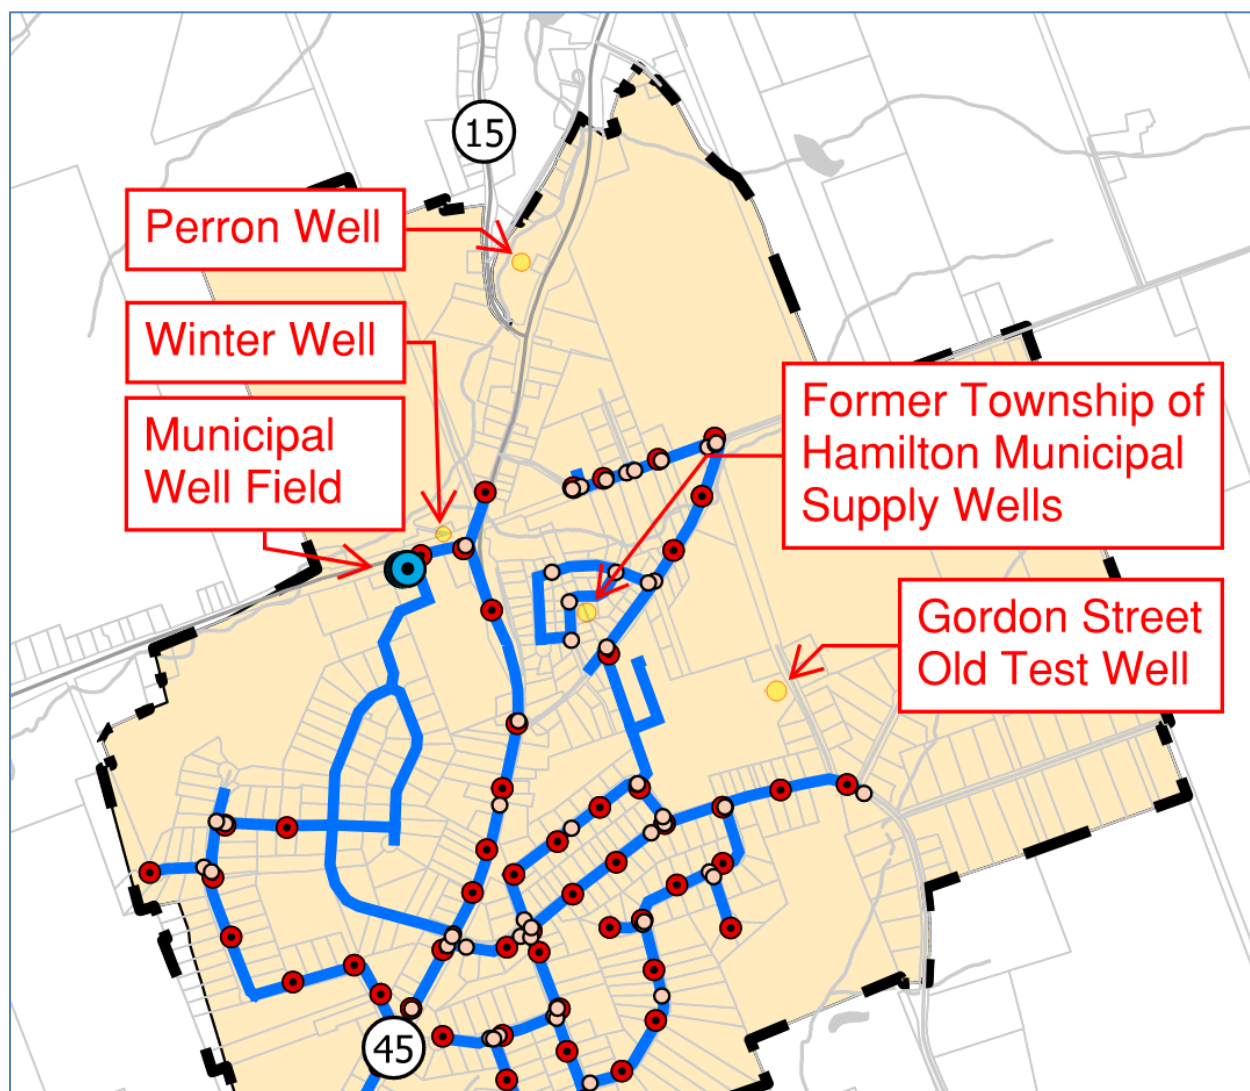 15
Perron Well
Winter Well
Municipal
Well Field
Former Township of
Hamilton Municipal
Supply Wells
Gordon Street
Old Test Well
45